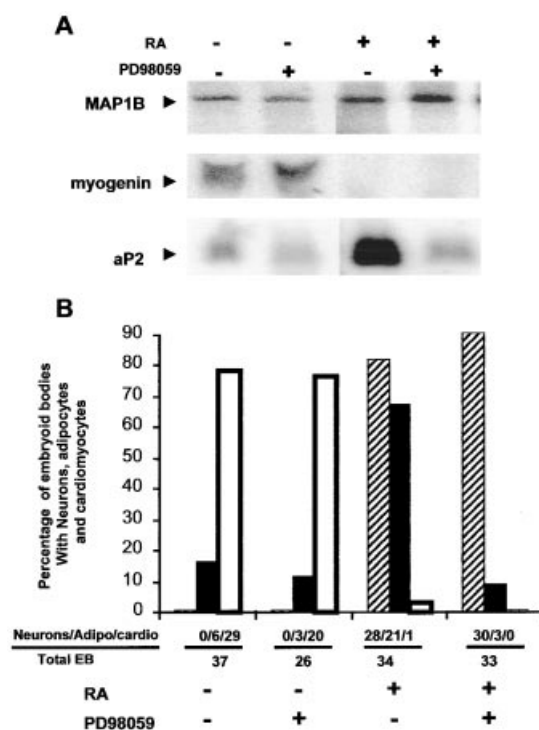 A
RA - - + +
PD98059 - + - +
MAP1B
myogenin
aP2
B
Percentage of embryoid bodies
With Neurons, adipocytes
and cardiomyocytes
90
80
70
60
50
40
30
20
10
0
Neurons/Adipo/cardio 0/6/29 0/3/20 28/21/1 30/3/0
Total EB 37 26 34 33
RA - - + +
PD98059 - + - +